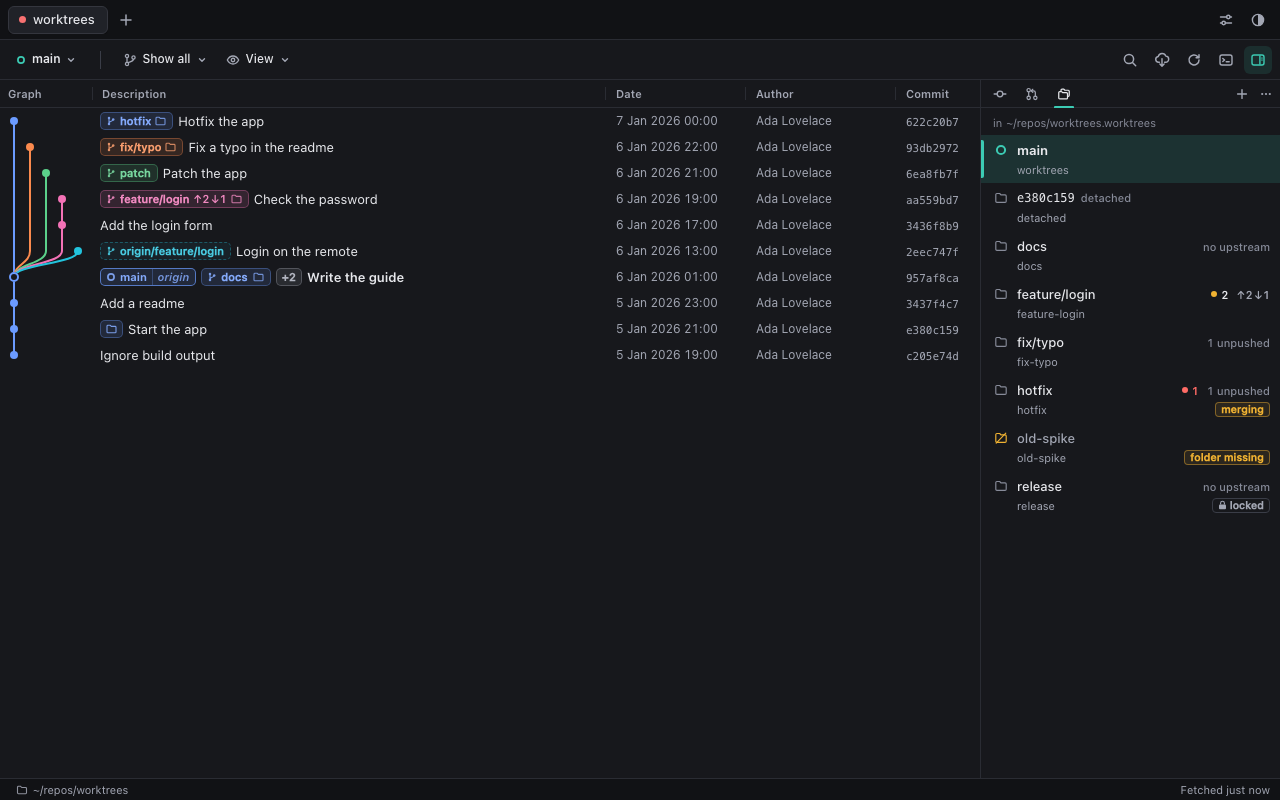 worktrees
main Show all View
Graph Description Date Author Commit
hotfix Hotfix the app 7 Jan 2026 00:00 Ada Lovelace 622c20b7
fix/typo Fix a typo in the readme 6 Jan 2026 22:00 Ada Lovelace 93db2972
patch Patch the app 6 Jan 2026 21:00 Ada Lovelace 6ea8fb7f
feature/login ↑2↓1 Check the password 6 Jan 2026 19:00 Ada Lovelace aa559bd7
Add the login form 6 Jan 2026 17:00 Ada Lovelace 3436f8b9
origin/feature/login Login on the remote 6 Jan 2026 13:00 Ada Lovelace 2eec747f
main origin docs +2 Write the guide 6 Jan 2026 01:00 Ada Lovelace 957af8ca
Add a readme 5 Jan 2026 23:00 Ada Lovelace 3437f4c7
Start the app 5 Jan 2026 21:00 Ada Lovelace e380c159
Ignore build output 5 Jan 2026 19:00 Ada Lovelace c205e74d
in ~/repos/worktrees.worktrees
main
worktrees
e380c159 detached
detached
docs no upstream
docs
feature/login 2 ↑2↓1
feature-login
fix/typo 1 unpushed
fix-typo
hotfix 1 1 unpushed
hotfix merging
old-spike
old-spike folder missing
release no upstream
release locked
~/repos/worktrees Fetched just now